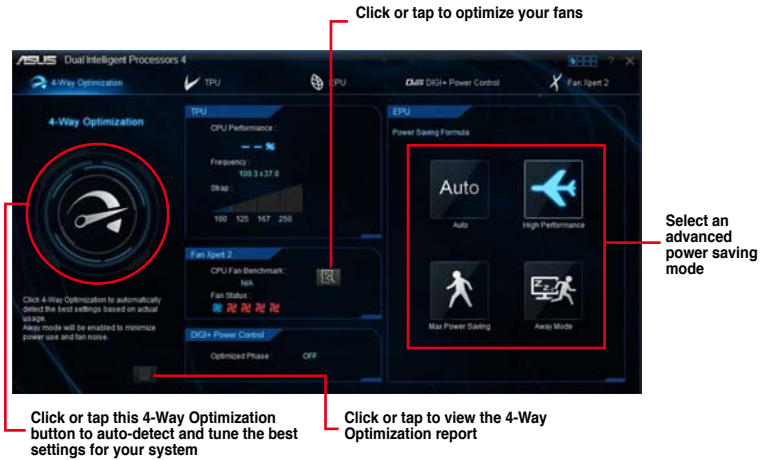 Click or tap to optimize your fans
ASUS Dual Intelligent Processors 4
4-Way Optimization
TPU
EPU
DIGI+ DIGI+ Power Control
Fan Xpert 2
4-Way Optimization
TPU
CPU Performance :
-- %
Frequency :
100.3 x37.0
Strap :
100 125 167 250
EPU
Power Saving Formula
Auto
Auto
High Performance
Max Power Saving
Zzz
Away Mode
Select an
advanced
power saving
mode
Fan Xpert 2
CPU Fan Benchmark :
N/A
Fan Status :
DIGI+ Power Control
Optimized Phase :
OFF
Click 4-Way Optimization to automatically
detect the best settings based on actual
usage.
Away mode will be enabled to minimize
power use and fan noise.
Click or tap this 4-Way Optimization
button to auto-detect and tune the best
settings for your system
Click or tap to view the 4-Way
Optimization report